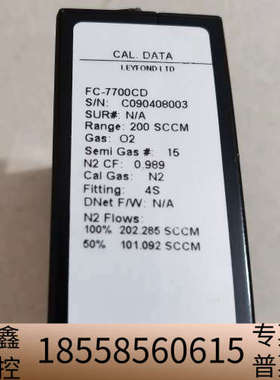 CAL. DATA
LEYFOND LTD
FC-7700CD
S/N: C090408003
SUR#: N/A
Range: 200 SCCM
Gas: O2
Semi Gas #: 15
N2 CF: 0.989
Cal Gas: N2
Fitting: 4S
DNet F/W: N/A
N2 Flows:
100% 202.285 SCCM
50% 101.092 SCCM
鑫
控
18558560615
专
普